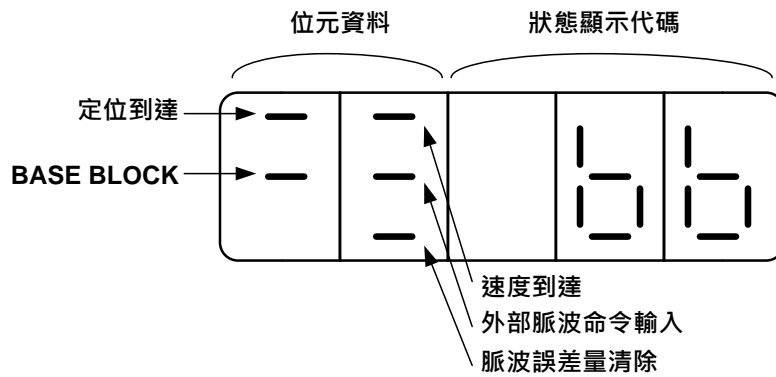 位元資料 狀態顯示代碼
定位到達
BASE BLOCK
bb
速度到達
外部脈波命令輸入
脈波誤差量清除